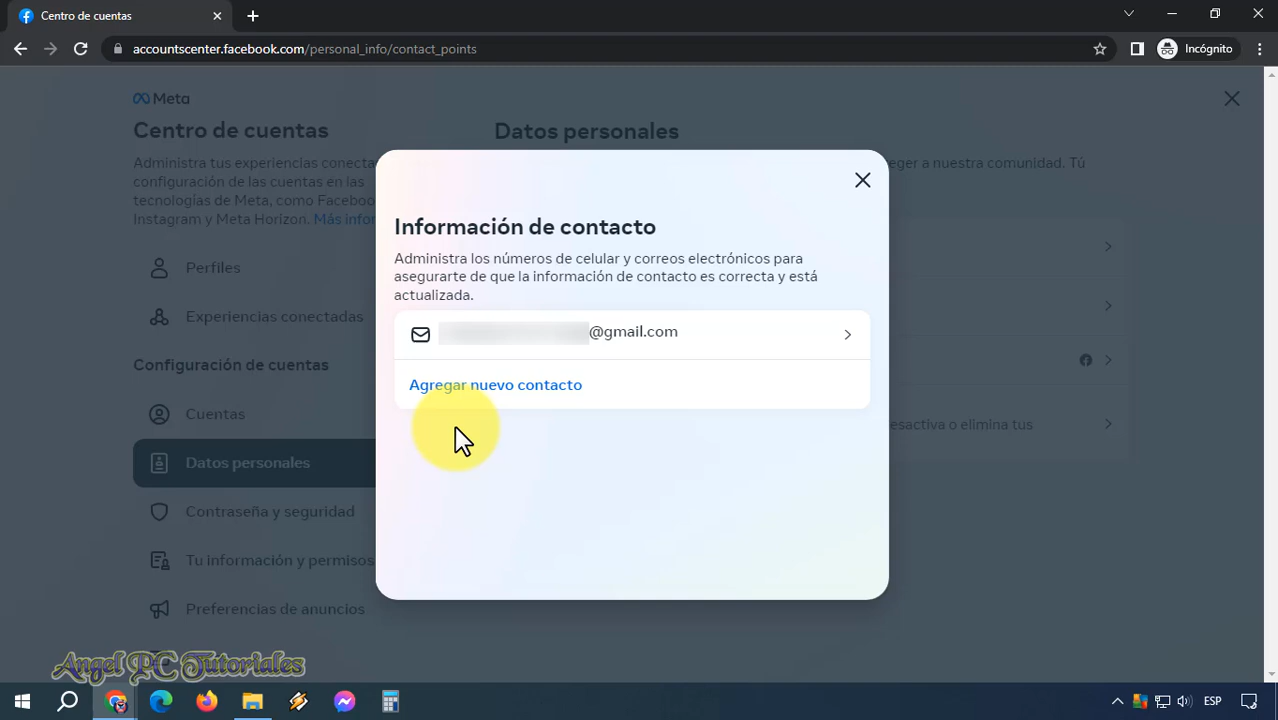 Centro de cuentas
accountscenter.facebook.com/personal_info/contact_points
Incógnito
Meta
Centro de cuentas
Administra tus experiencias conecta
configuración de las cuentas en las
tecnologías de Meta, como Faceboo
Instagram y Meta Horizon. Más infor
Perfiles
Experiencias conectadas
Configuración de cuentas
Cuentas
Datos personales
Contraseña y seguridad
Tu información y permisos
Preferencias de anuncios
Datos personales
eger a nuestra comunidad. Tú
esactiva o elimina tus
Información de contacto
Administra los números de celular y correos electrónicos para
asegurarte de que la información de contacto es correcta y está
actualizada.
@gmail.com
Agregar nuevo contacto
Angel PC Tutoriales
ESP